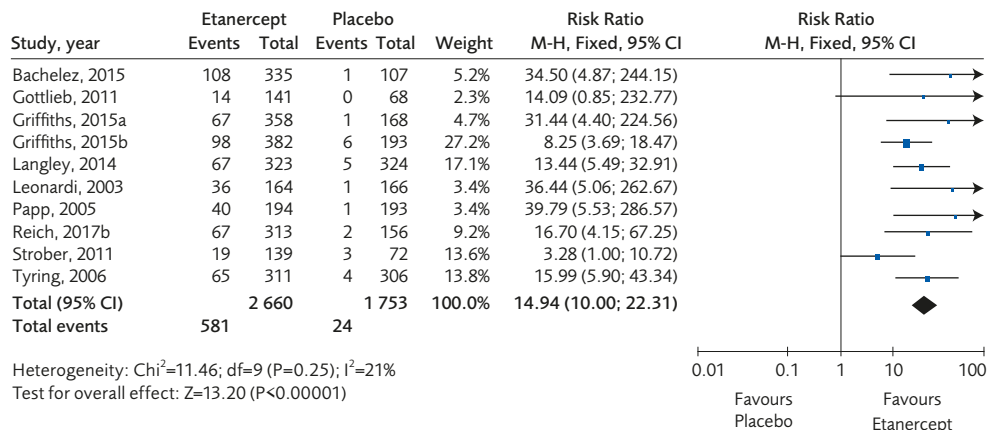 Etanercept Placebo Risk Ratio Risk Ratio
Study, year Events Total Events Total Weight M-H, Fixed, 95% CI M-H, Fixed, 95% CI
Bachelez, 2015 108 335 1 107 5.2% 34.50 (4.87; 244.15)
Gottlieb, 2011 14 141 0 68 2.3% 14.09 (0.85; 232.77)
Griffiths, 2015a 67 358 1 168 4.7% 31.44 (4.40; 224.56)
Griffiths, 2015b 98 382 6 193 27.2% 8.25 (3.69; 18.47)
Langley, 2014 67 323 5 324 17.1% 13.44 (5.49; 32.91)
Leonardi, 2003 36 164 1 166 3.4% 36.44 (5.06; 262.67)
Papp, 2005 40 194 1 193 3.4% 39.79 (5.53; 286.57)
Reich, 2017b 67 313 2 156 9.2% 16.70 (4.15; 67.25)
Strober, 2011 19 139 3 72 13.6% 3.28 (1.00; 10.72)
Tyring, 2006 65 311 4 306 13.8% 15.99 (5.90; 43.34)
Total (95% CI) 2 660 1 753 100.0% 14.94 (10.00; 22.31)
Total events 581 24
Heterogeneity: Chi²=11.46; df=9 (P=0.25); I²=21%
Test for overall effect: Z=13.20 (P<0.00001)
0.01 0.1 1 10 100
Favours Favours
Placebo Etanercept